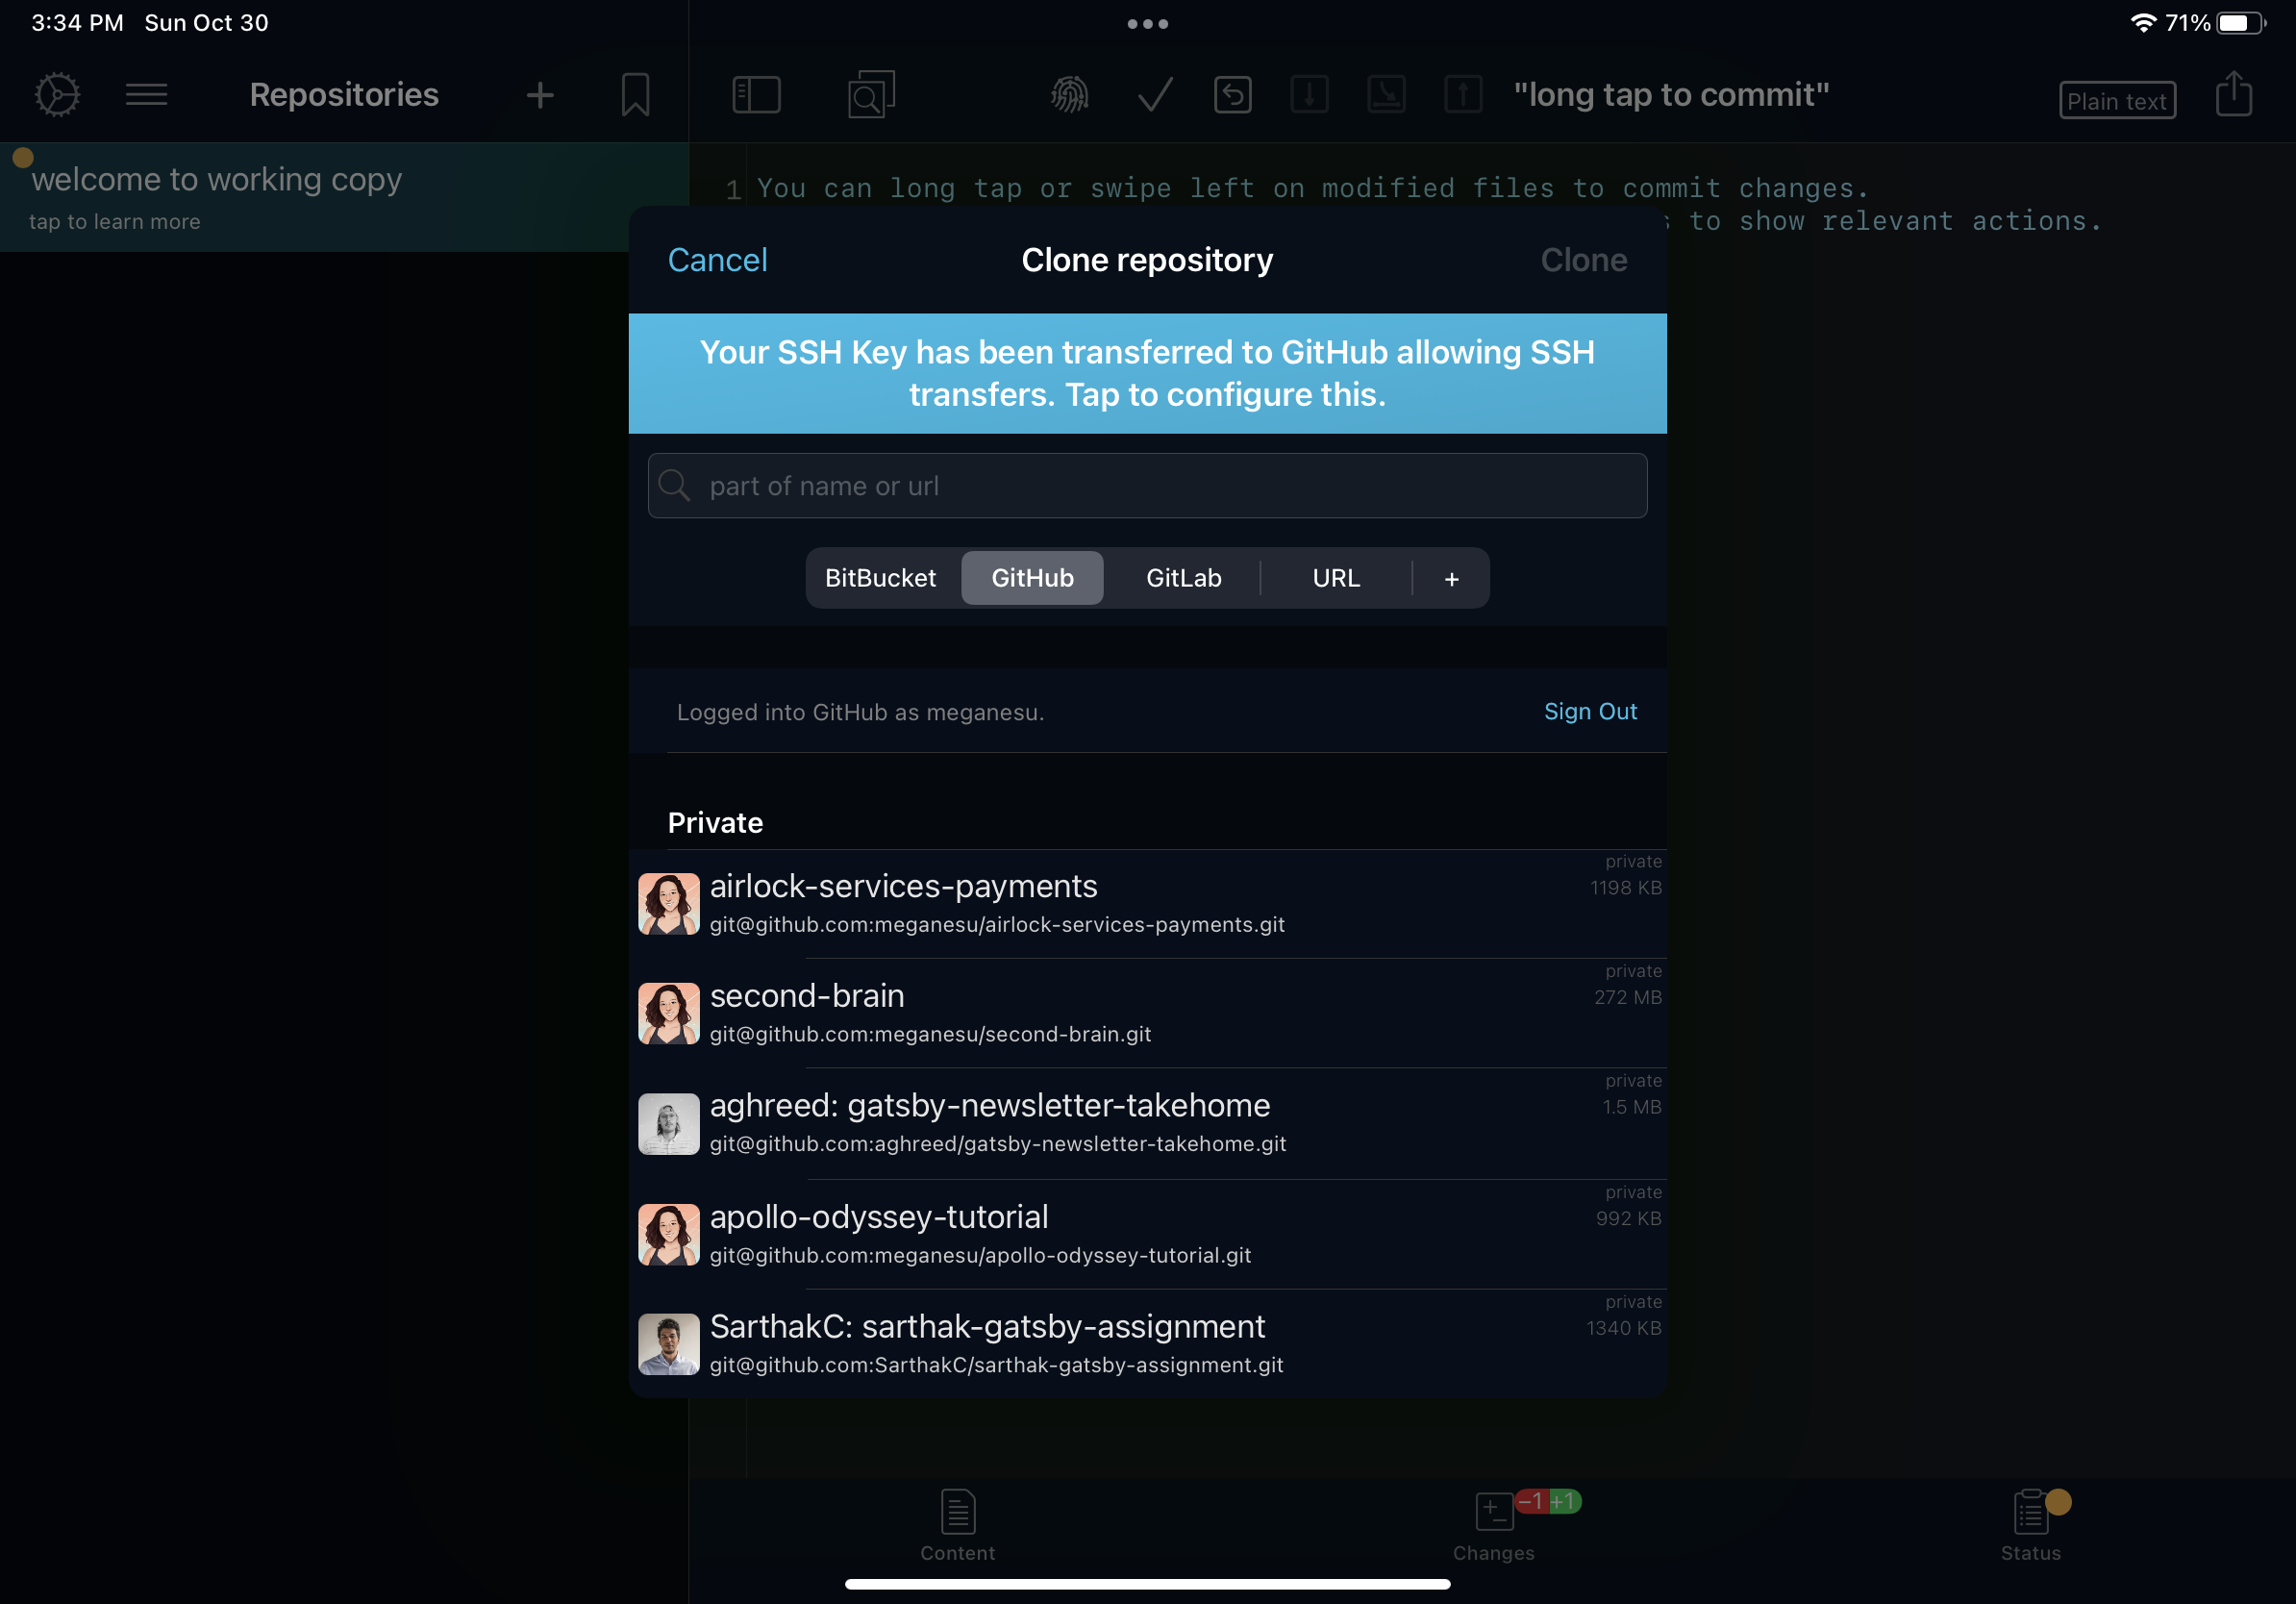 3:34 PM Sun Oct 30
71%
Repositories
"long tap to commit"
Plain text
welcome to working copy
tap to learn more
1 You can long tap or swipe left on modified files to commit changes.
to show relevant actions.
Cancel
Clone repository
Clone
Your SSH Key has been transferred to GitHub allowing SSH
transfers. Tap to configure this.
part of name or url
BitBucket GitHub GitLab URL +
Logged into GitHub as meganesu.
Sign Out
Private
airlock-services-payments
git@github.com:meganesu/airlock-services-payments.git
private
1198 KB
second-brain
git@github.com:meganesu/second-brain.git
private
272 MB
aghreed: gatsby-newsletter-takehome
git@github.com:aghreed/gatsby-newsletter-takehome.git
private
1.5 MB
apollo-odyssey-tutorial
git@github.com:meganesu/apollo-odyssey-tutorial.git
private
992 KB
SarthakC: sarthak-gatsby-assignment
git@github.com:SarthakC/sarthak-gatsby-assignment.git
private
1340 KB
−1 +1
Content
Changes
Status